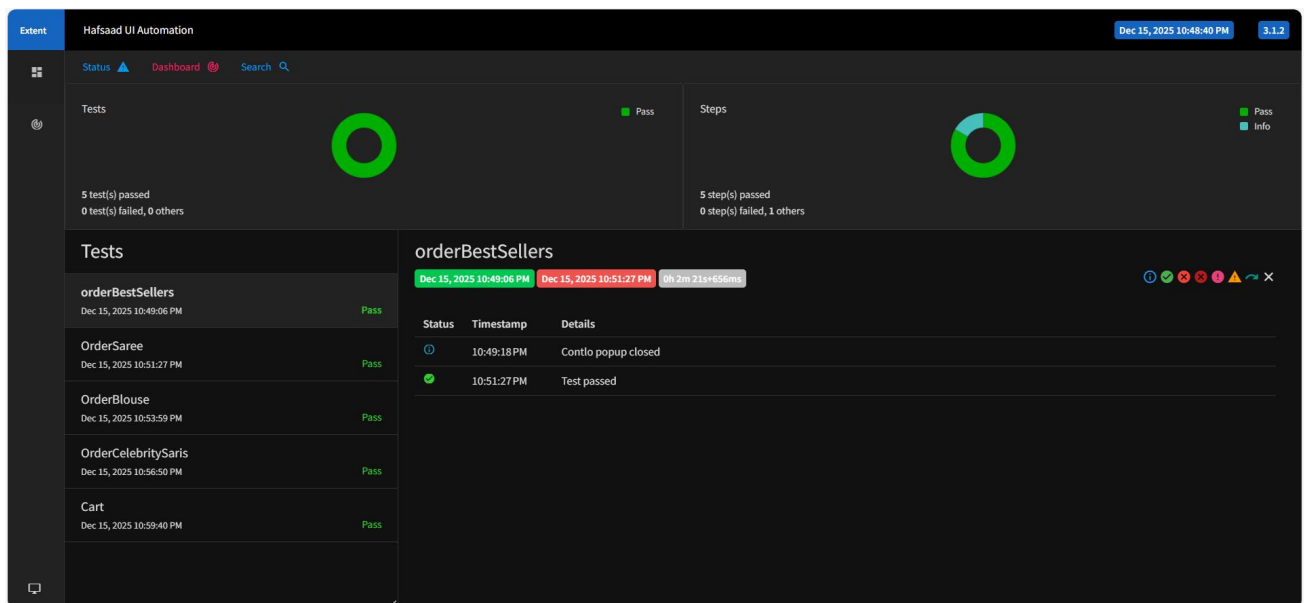 Extent
Hafsaad UI Automation
Dec 15, 2025 10:48:40 PM
3.1.2
Status
Dashboard
Search
Tests
Pass
5 test(s) passed
0 test(s) failed, 0 others
Steps
Pass
Info
5 step(s) passed
0 step(s) failed, 1 others
Tests
orderBestSellers
Dec 15, 2025 10:49:06 PM
Pass
OrderSaree
Dec 15, 2025 10:51:27 PM
Pass
OrderBlouse
Dec 15, 2025 10:53:59 PM
Pass
OrderCelebritySaris
Dec 15, 2025 10:56:50 PM
Pass
Cart
Dec 15, 2025 10:59:40 PM
Pass
orderBestSellers
Dec 15, 2025 10:49:06 PM Dec 15, 2025 10:51:27 PM 0h 2m 21s+656ms
Status Timestamp Details
10:49:18 PM Contlo popup closed
10:51:27 PM Test passed